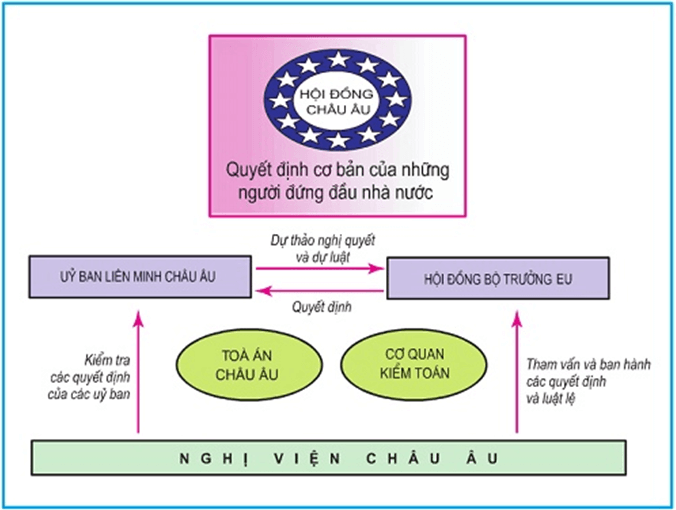 HỘI ĐỒNG
CHÂU ÂU
Quyết định cơ bản của những
người đứng đầu nhà nước
Dự thảo nghị quyết
và dự luật
UỶ BAN LIÊN MINH CHÂU ÂU
HỘI ĐỒNG BỘ TRƯỞNG EU
Quyết định
Kiểm tra
các quyết định
của các uỷ ban
TOÀ ÁN
CHÂU ÂU
CƠ QUAN
KIỂM TOÁN
Tham vấn và ban hành
các quyết định
và luật lệ
NGHỊ VIỆN CHÂU ÂU